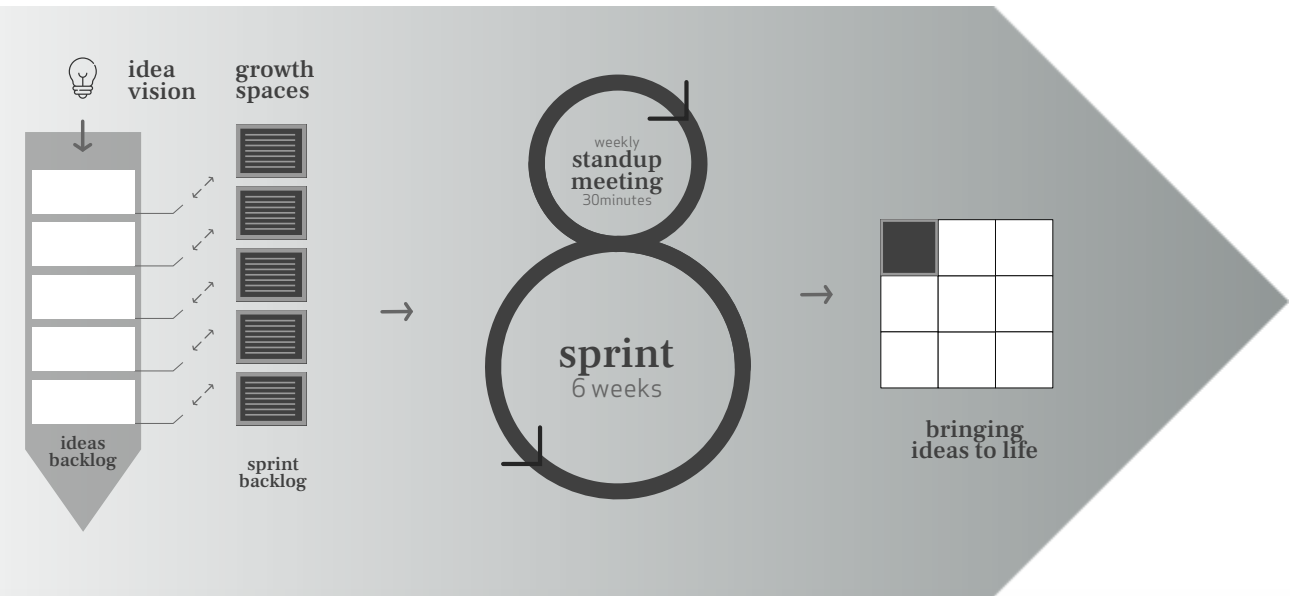 idea
vision
growth
spaces
ideas
backlog
sprint
backlog
weekly
standup
meeting
30minutes
sprint
6 weeks
bringing
ideas to life